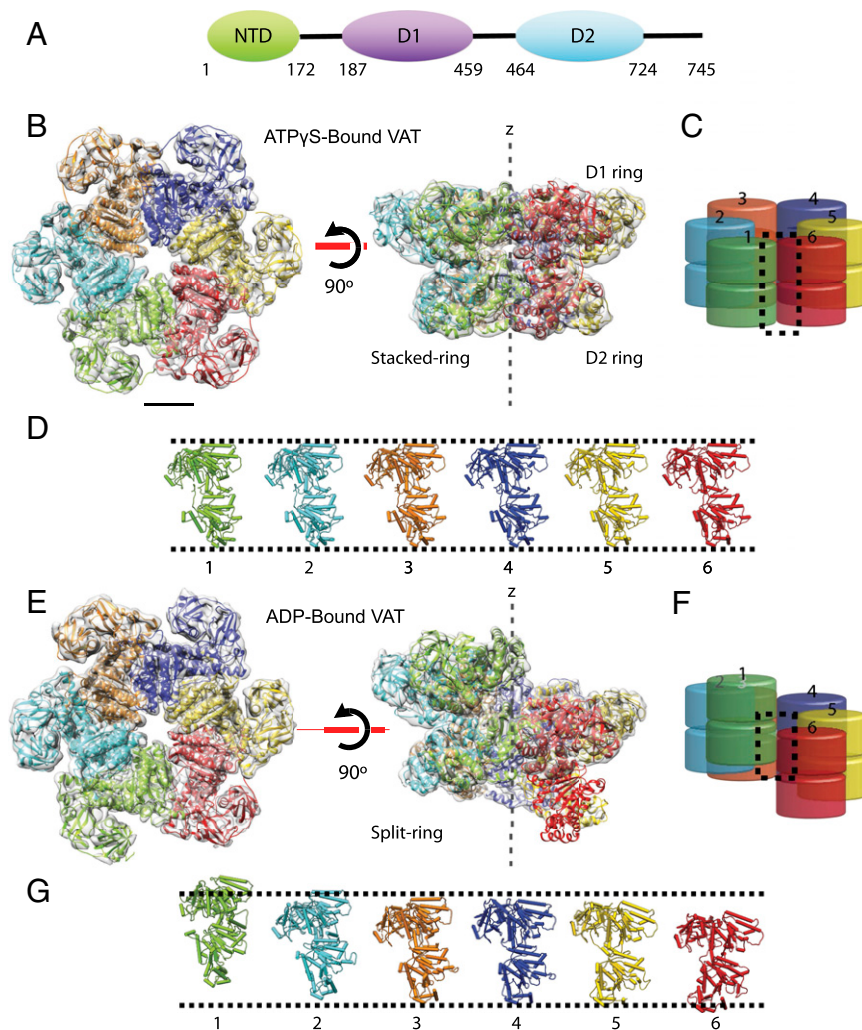 A
NTD D1 D2
1 172 187 459 464 724 745
B
ATPγS-Bound VAT
z
D1 ring
90º
Stacked-ring
D2 ring
C
3 4
2 5
1 6
D
1 2 3 4 5 6
E
ADP-Bound VAT
z
90º
Split-ring
F
1
2 4
5
6
G
1 2 3 4 5 6